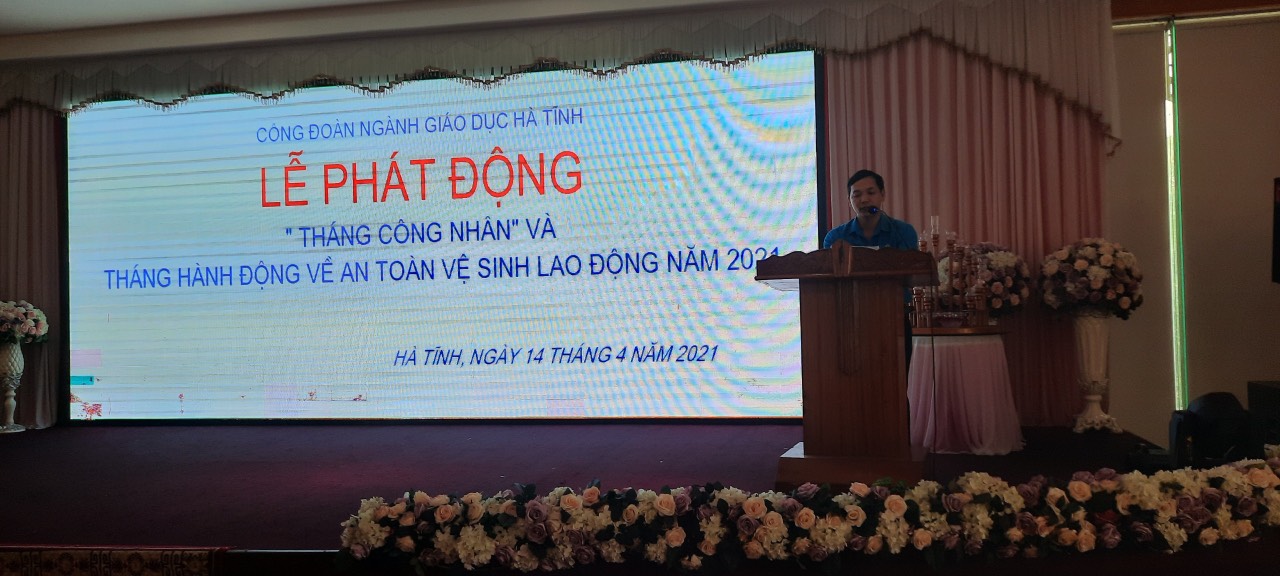 CÔNG ĐOÀN NGÀNH GIÁO DỤC HÀ TĨNH
LỄ PHÁT ĐỘNG
" THÁNG CÔNG NHÂN" VÀ
THÁNG HÀNH ĐỘNG VỀ AN TOÀN VỆ SINH LAO ĐỘNG NĂM 2021
HÀ TĨNH, NGÀY 14 THÁNG 4 NĂM 2021